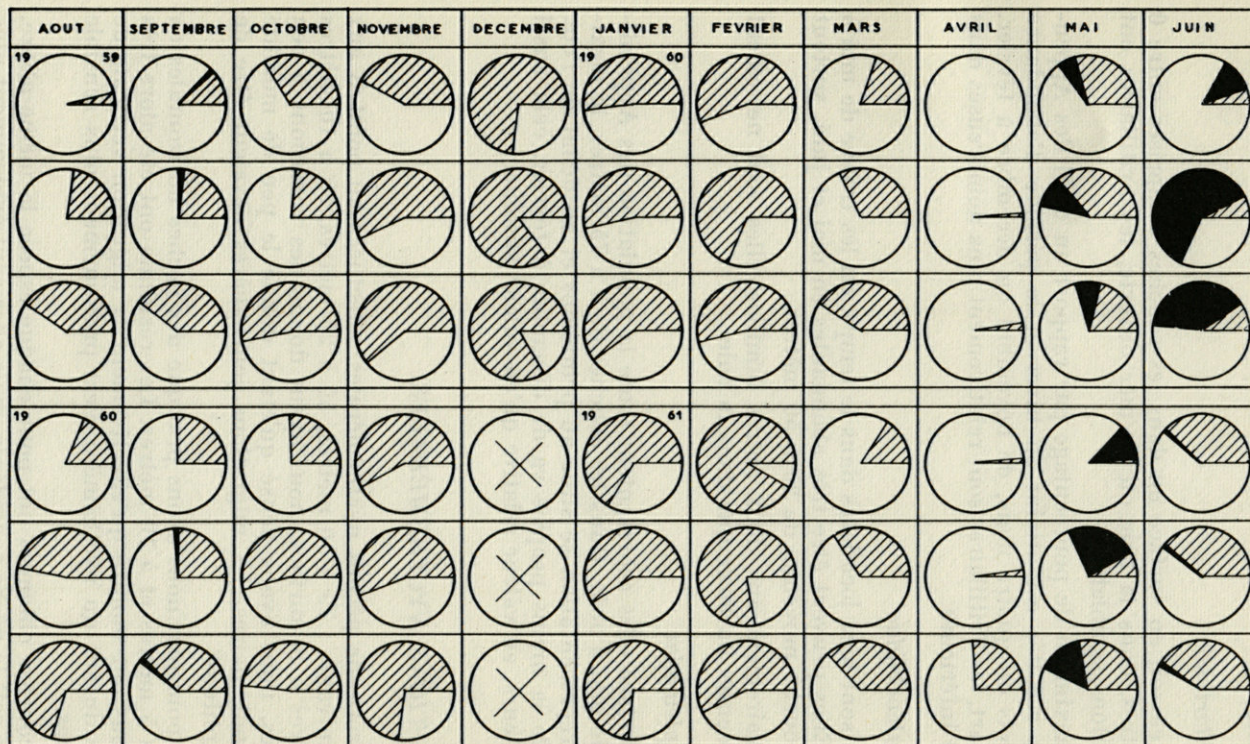 AOUT SEPTEMBRE OCTOBRE NOVEMBRE DECEMBRE JANVIER FEVRIER MARS AVRIL MAI JUIN
19 59 19 60
19 60 19 61